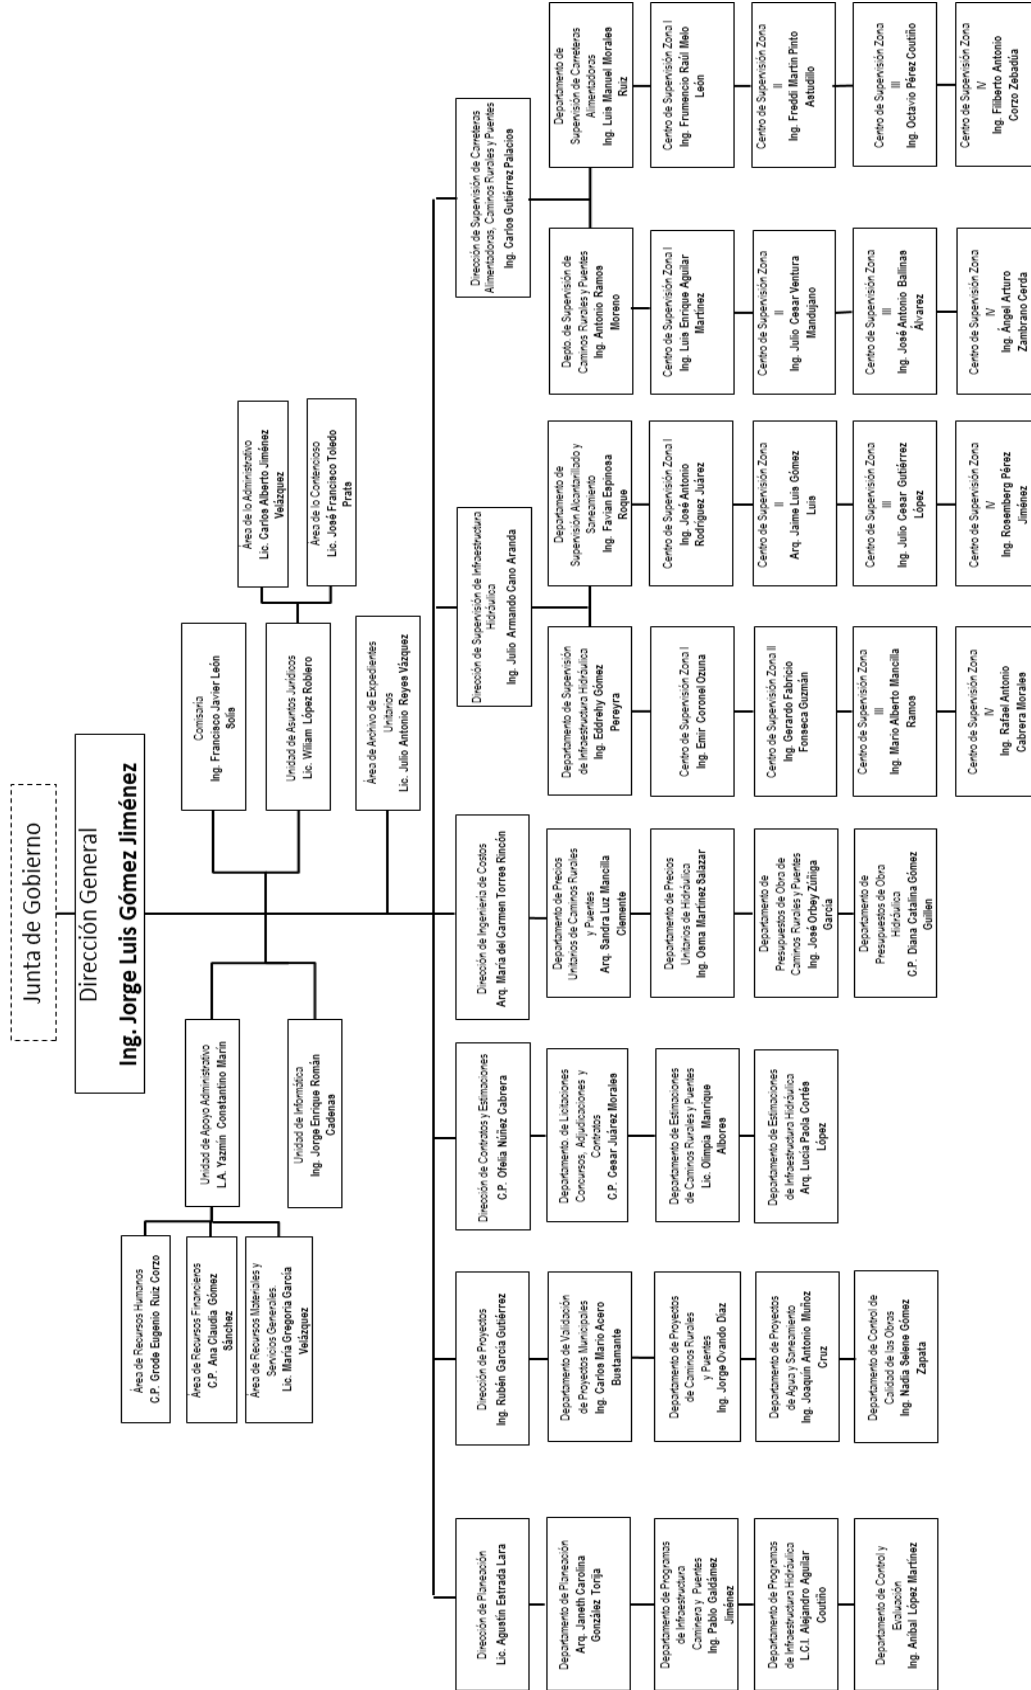 Junta de Gobierno
Dirección General
Ing. Jorge Luis Gómez Jiménez
Comisaría
Ing. Francisco Javier León
Solís
Unidad de Asuntos Jurídicos
Lic. Wiliam López Roblero
Área de lo Administrativo
Lic. Carlos Alberto Jiménez
Velázquez
Área de lo Contencioso
Lic. José Francisco Toledo
Prats
Área de Archivo de Expedientes
Unitarios
Lic. Julio Antonio Reyes Vázquez
Unidad de Apoyo Administrativo
L.A. Yazmín Constantino Marín
Unidad de Informática
Ing. Jorge Enrique Román
Cadenas
Área de Recursos Humanos
C.P. Grode Eugenio Ruiz Corzo
Área de Recursos Financieros
C.P. Ana Claudia Gómez
Sánchez
Área de Recursos Materiales y
Servicios Generales.
Lic. María Gregoria García
Velázquez
Dirección de Planeación
Lic. Agustín Estrada Lara
Departamento de Planeación
Arq. Janeth Carolina
González Torija
Departamento de Programas
de Infraestructura
Caminera y Puentes
Ing. Pablo Galdámez
Jiménez
Departamento de Programas
de Infraestructura Hidráulica
L.C.I. Alejandro Aguilar
Coutiño
Departamento de Control y
Evaluación
Ing. Aníbal López Martínez
Dirección de Proyectos
Ing. Rubén García Gutiérrez
Departamento de Validación
de Proyectos Municipales
Ing. Carlos Mario Acero
Bustamante
Departamento de Proyectos
de Caminos Rurales
y Puentes
Ing. Jorge Ovando Díaz
Departamento de Proyectos
de Agua y Saneamiento
Ing. Joaquín Antonio Muñoz
Cruz
Departamento de Control de
Calidad de las Obras
Ing. Nadia Selene Gómez
Zapata
Dirección de Contratos y Estimaciones
C.P. Ofelia Núñez Cabrera
Departamento. de Licitaciones
Concursos, Adjudicaciones y
Contratos
C.P. Cesar Juárez Morales
Departamento de Estimaciones
de Caminos Rurales y Puentes
Lic. Olimpia Manrique
Albores
Departamento de Estimaciones
de Infraestructura Hidráulica
Arq. Lucía Paola Cortés
López
Dirección de Ingeniería de Costos
Arq. María del Carmen Torres Rincón
Departamento de Precios
Unitarios de Caminos Rurales
y Puentes
Arq. Sandra Luz Mancilla
Clemente
Departamento de Precios
Unitarios de Hidráulica
Ing. Osma Martínez Salazar
Departamento de
Presupuestos de Obra de
Caminos Rurales y Puentes
Ing. José Orbey Zúñiga
García
Departamento de
Presupuestos de Obra
Hidráulica
C.P. Diana Catalina Gómez
Guillen
Dirección de Supervisión de Infraestructura
Hidráulica
Ing. Julio Armando Cano Aranda
Departamento de Supervisión
de Infraestructura Hidráulica
Ing. Eddrehy Gómez
Pereyra
Centro de Supervisión Zona I
Ing. Emir Coronel Ozuna
Centro de Supervisión Zona II
Ing. Gerardo Fabricio
Fonseca Guzmán
Centro de Supervisión Zona
III
Ing. Mario Alberto Mancilla
Ramos
Centro de Supervisión Zona
IV
Ing. Rafael Antonio
Cabrera Morales
Departamento de
Supervisión Alcantarillado y
Saneamiento
Ing. Favian Espinosa
Roque
Centro de Supervisión Zona I
Ing. José Antonio
Rodríguez Juárez
Centro de Supervisión Zona
II
Arq. Jaime Luis Gómez
Luis
Centro de Supervisión Zona
III
Ing. Julio Cesar Gutiérrez
López
Centro de Supervisión Zona
IV
Ing. Rosemberg Pérez
Jiménez
Dirección de Supervisión de Carreteras
Alimentadoras, Caminos Rurales y Puentes
Ing. Carlos Gutiérrez Palacios
Depto. de Supervisión de
Caminos Rurales y Puentes
Ing. Antonio Ramos
Moreno
Centro de Supervisión Zona I
Ing. Luis Enrique Aguilar
Martínez
Centro de Supervisión Zona
II
Ing. Julio Cesar Ventura
Mandujano
Centro de Supervisión Zona
III
Ing. José Antonio Ballinas
Álvarez
Centro de Supervisión Zona
IV
Ing. Ángel Arturo
Zambrano Cerda
Departamento de
Supervisión de Carreteras
Alimentadoras
Ing. Luis Manuel Morales
Ruiz
Centro de Supervisión Zona I
Ing. Frumencio Raúl Melo
León
Centro de Supervisión Zona
II
Ing. Freddi Martin Pinto
Astudillo
Centro de Supervisión Zona
III
Ing. Octavio Pérez Coutiño
Centro de Supervisión Zona
IV
Ing. Filiberto Antonio
Corzo Zebadúa